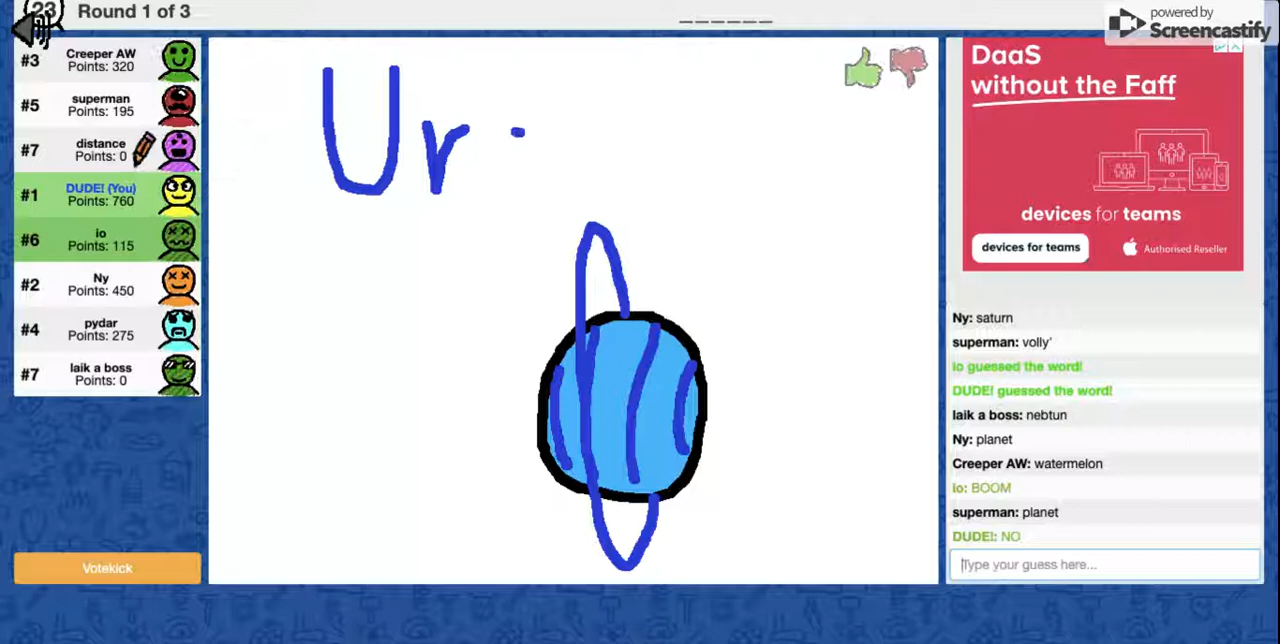 23 Round 1 of 3 ______
powered by
Screencastify
#3 Creeper AW
Points: 320
#5 superman
Points: 195
#7 distance
Points: 0
#1 DUDE! (You)
Points: 760
#6 io
Points: 115
#2 Ny
Points: 450
#4 pydar
Points: 275
#7 laik a boss
Points: 0
Votekick
Ur
DaaS
without the Faff
devices for teams
devices for teams
Authorised Reseller
Ny: saturn
superman: volly'
io guessed the word!
DUDE! guessed the word!
laik a boss: nebtun
Ny: planet
Creeper AW: watermelon
io: BOOM
superman: planet
DUDE!: NO
Type your guess here...